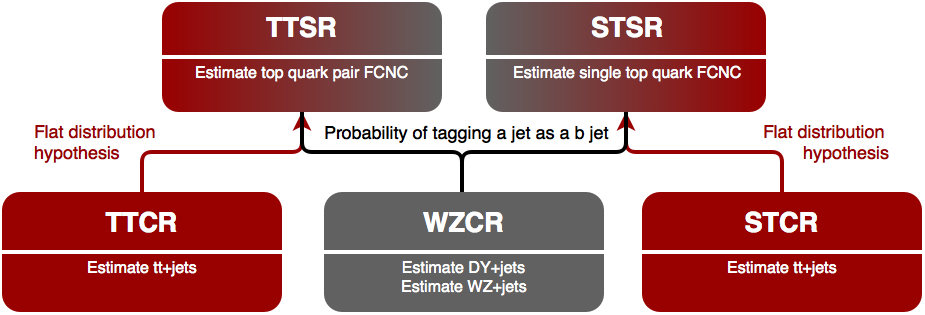 TTSR
Estimate top quark pair FCNC
STSR
Estimate single top quark FCNC
Flat distribution
hypothesis
Probability of tagging a jet as a b jet
Flat distribution
hypothesis
TTCR
Estimate tt+jets
WZCR
Estimate DY+jets
Estimate WZ+jets
STCR
Estimate tt+jets